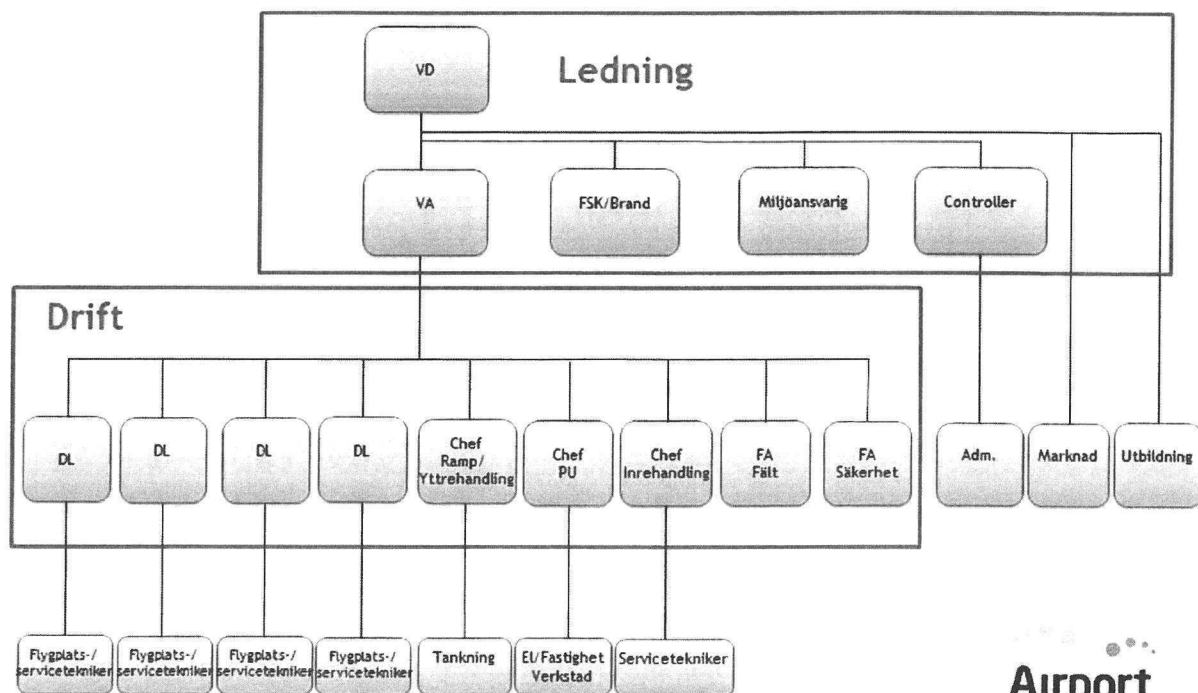 VD
Ledning
VA
FSK/Brand
Miljöansvarig
Controller
Drift
DL
DL
DL
DL
Chef
Ramp/
Yttrehandling
Chef
PU
Chef
Inrehandling
FA
Fält
FA
Säkerhet
Adm.
Marknad
Utbildning
Flygplats-/
servicetekniker
Flygplats-/
servicetekniker
Flygplats-/
servicetekniker
Flygplats-/
servicetekniker
Tankning
El/Fastighet
Verkstad
Servicetekniker
Airport